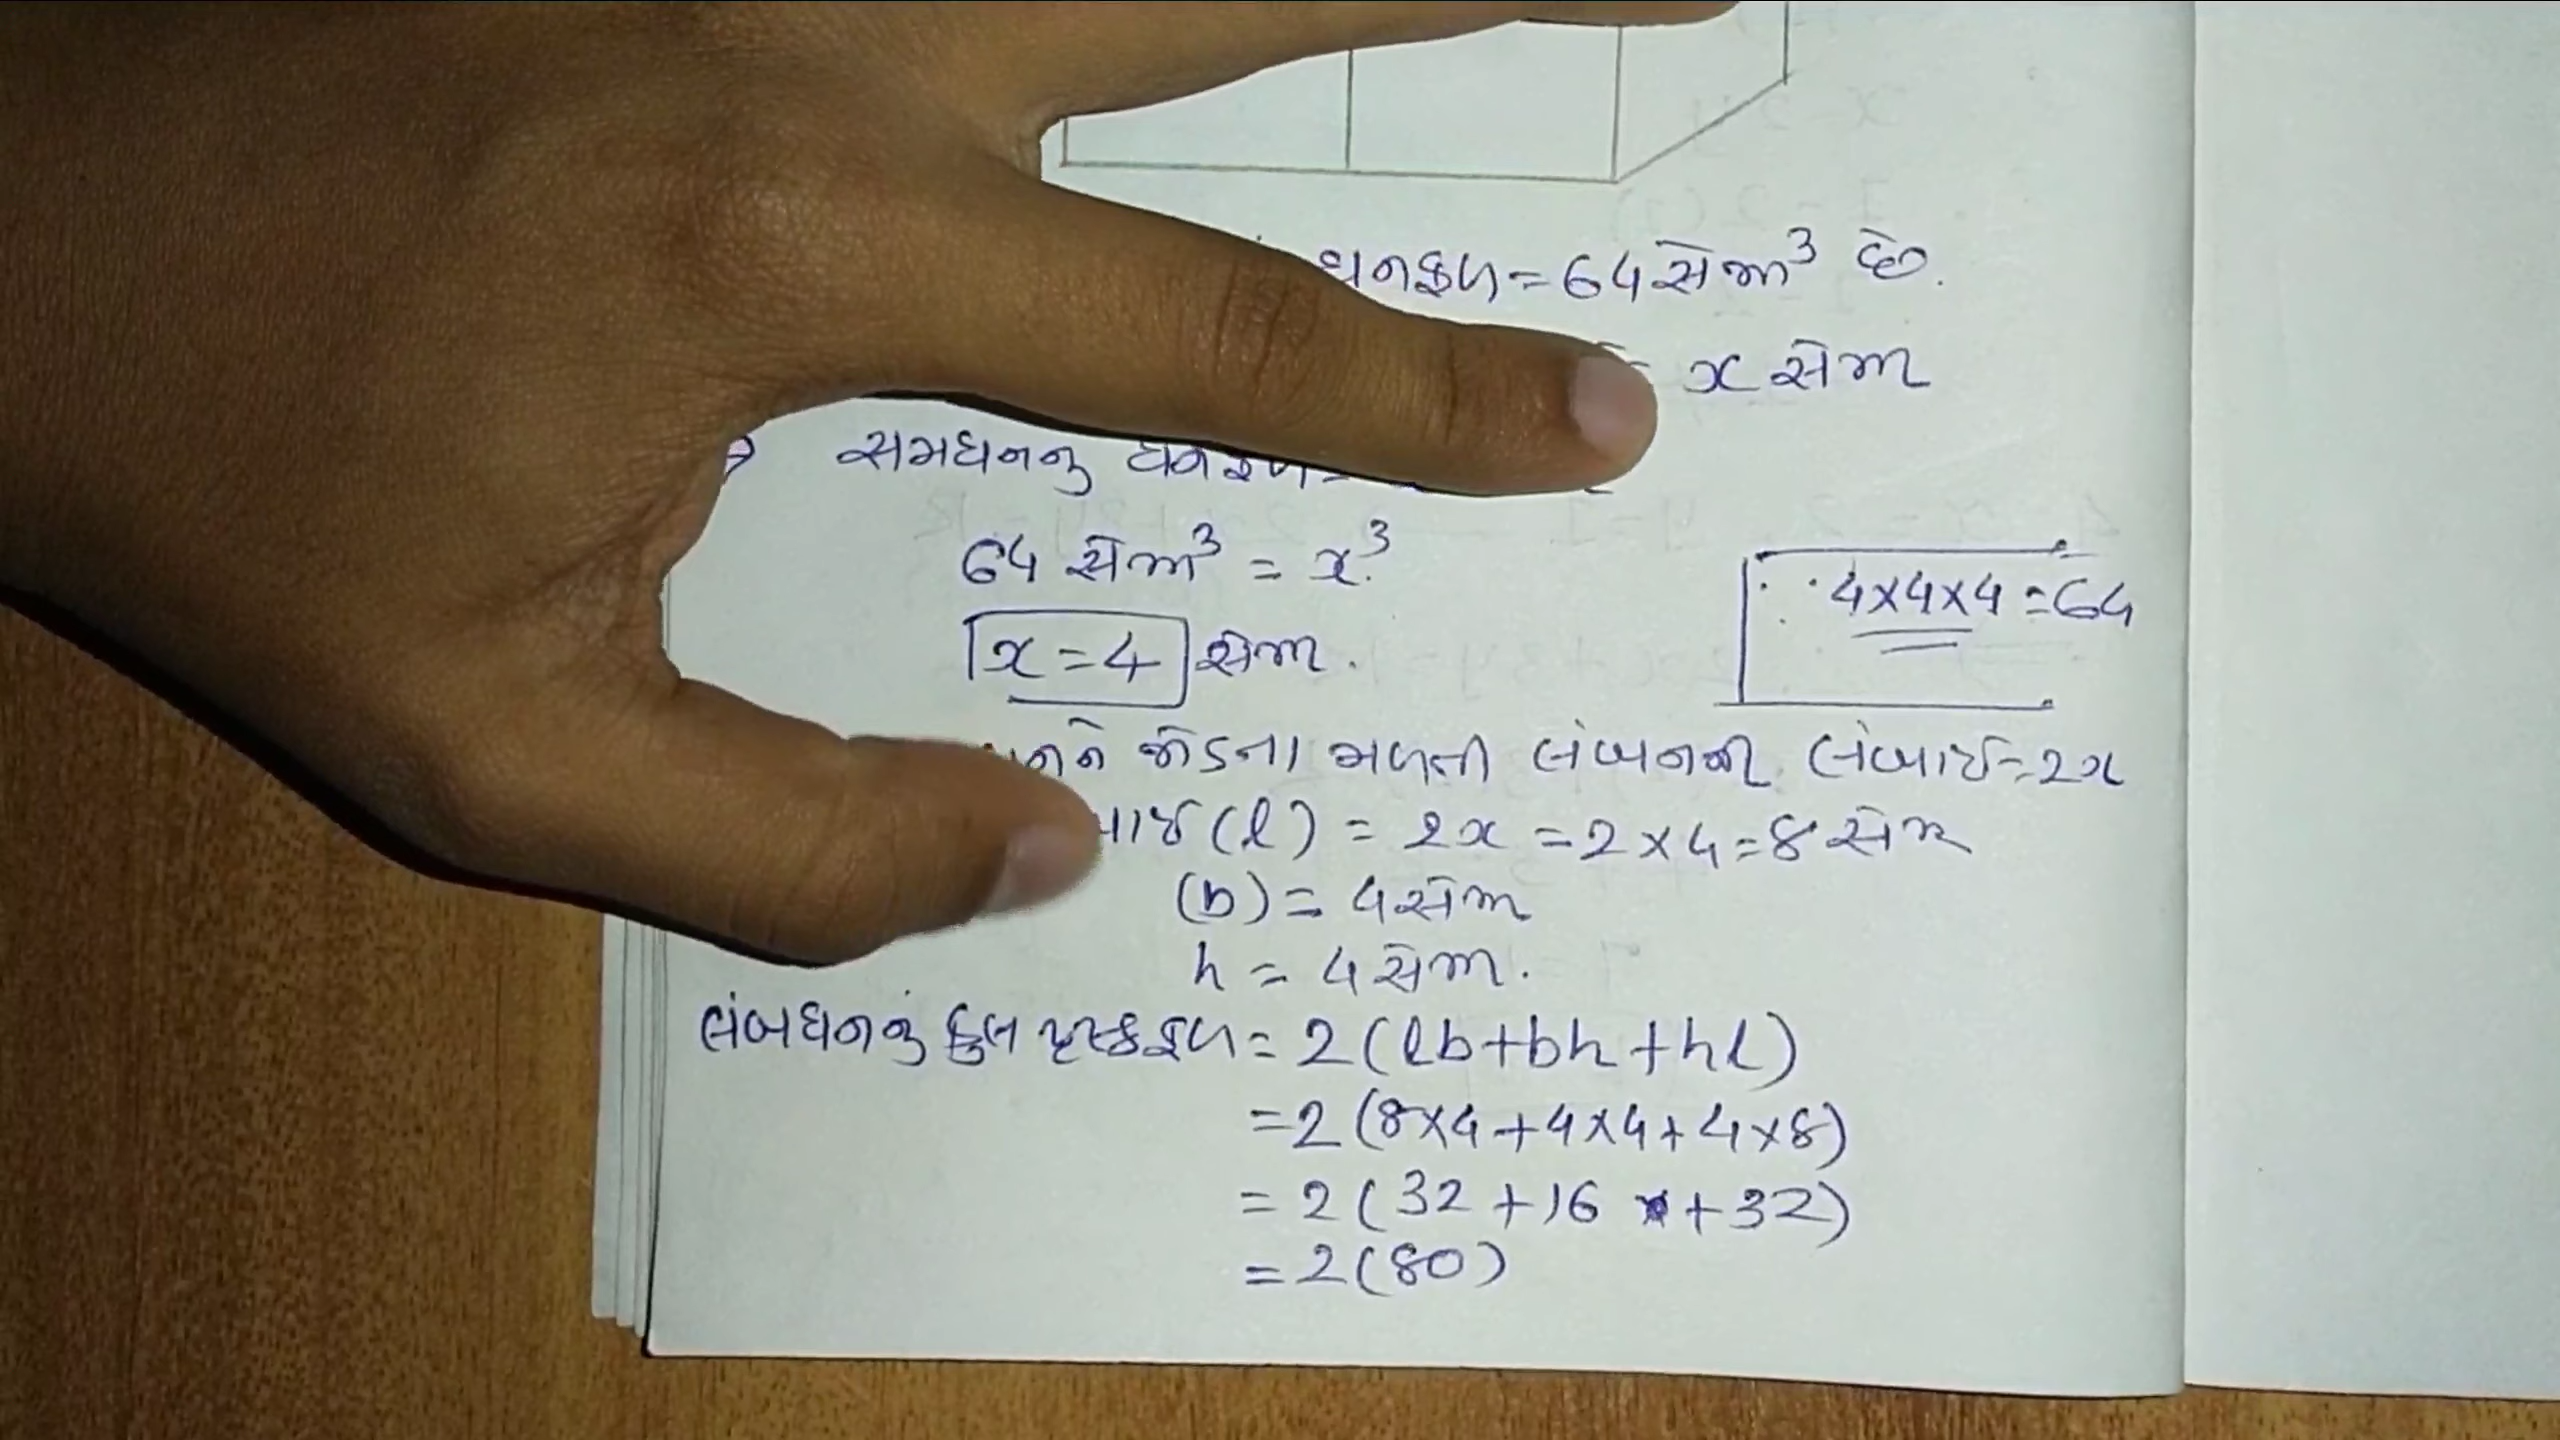 ઘનફળ = 64 સેમી³ છે.
x સેમી
સમઘનનુ ઘનફળ =
64 સેમી³ = x³
x = 4 સેમી.
4×4×4 = 64
જોડતા મળતી લંબાઈ = 2x
(l) = 2x = 2×4 = 8 સેમી
(b) = 4 સેમી
h = 4 સેમી.
લંબઘનનું કુલ પૃષ્ઠફળ = 2(lb+bh+hl)
= 2(8×4+4×4+4×8)
= 2(32+16+32)
= 2(80)